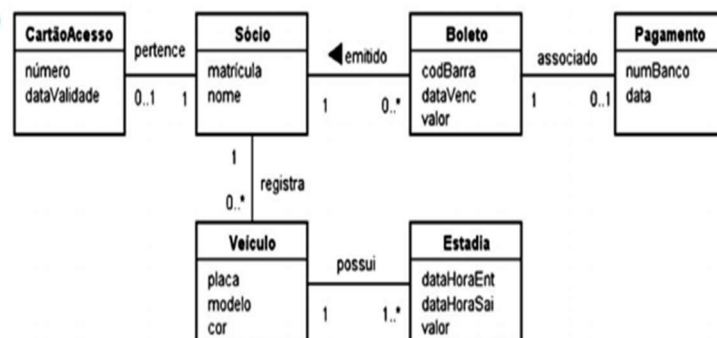 CartãoAcesso
número
dataValidade
pertence
0..1
1
Sócio
matrícula
nome
emitido
1
0..*
Boleto
codBarra
dataVenc
valor
associado
1
0..1
Pagamento
numBanco
data
1
registra
0..*
Veículo
placa
modelo
cor
possui
1
1..*
Estadia
dataHoraEnt
dataHoraSai
valor